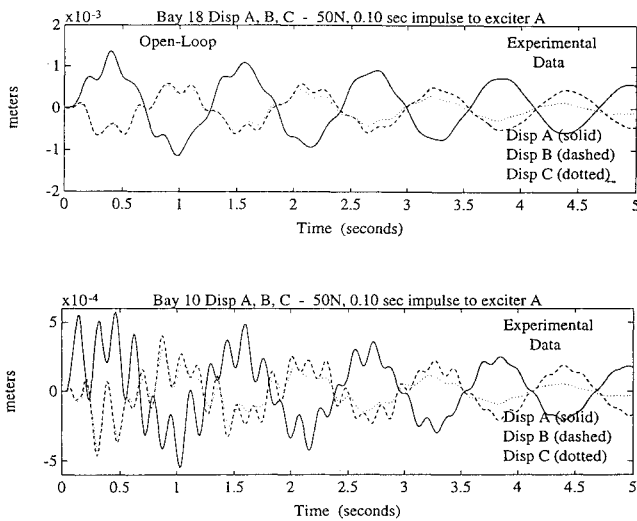 Bay 18 Disp A, B, C - 50N, 0.10 sec impulse to exciter A
x10-3
2
1
0
-1
-2
meters
Open-Loop
Experimental
Data
Disp A (solid)
Disp B (dashed)
Disp C (dotted)
0 0.5 1 1.5 2 2.5 3 3.5 4 4.5 5
Time (seconds)
Bay 10 Disp A, B, C - 50N, 0.10 sec impulse to exciter A
x10-4
5
0
-5
meters
Experimental
Data
Disp A (solid)
Disp B (dashed)
Disp C (dotted)
0 0.5 1 1.5 2 2.5 3 3.5 4 4.5 5
Time (seconds)